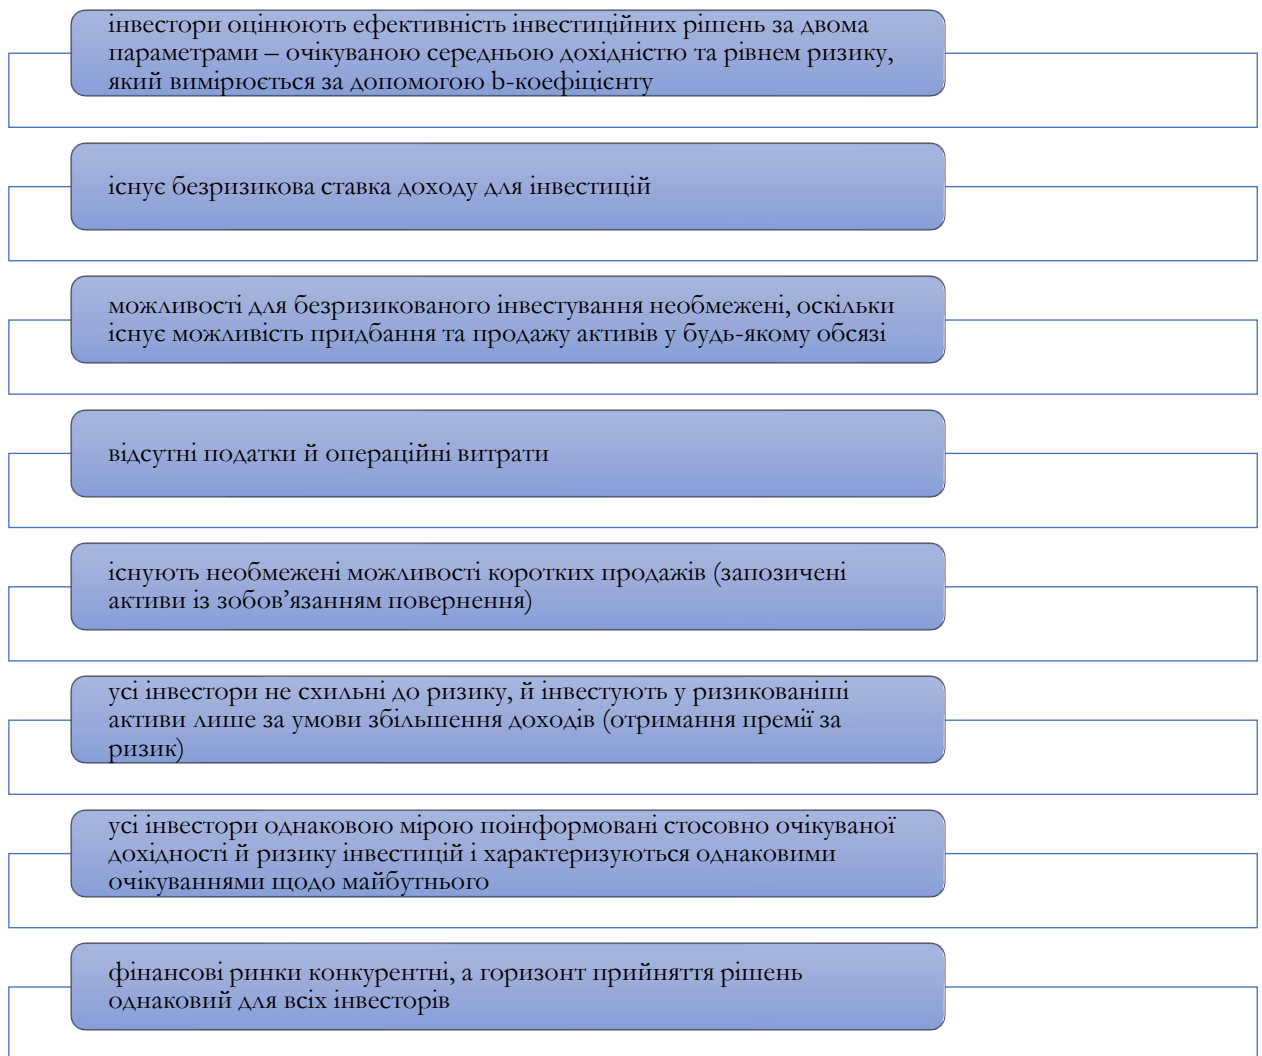 інвестори оцінюють ефективність інвестиційних рішень за двома
параметрами – очікуваною середньою дохідністю та рівнем ризику,
який вимірюється за допомогою b-коефіцієнту
існує безризикова ставка доходу для інвестицій
можливості для безризикованого інвестування необмежені, оскільки
існує можливість придбання та продажу активів у будь-якому обсязі
відсутні податки й операційні витрати
існують необмежені можливості коротких продажів (запозичені
активи із зобов’язанням повернення)
усі інвестори не схильні до ризику, й інвестують у ризикованіші
активи лише за умови збільшення доходів (отримання премії за
ризик)
усі інвестори однаковою мірою поінформовані стосовно очікуваної
дохідності й ризику інвестицій і характеризуються однаковими
очікуваннями щодо майбутнього
фінансові ринки конкурентні, а горизонт прийняття рішень
однаковий для всіх інвесторів